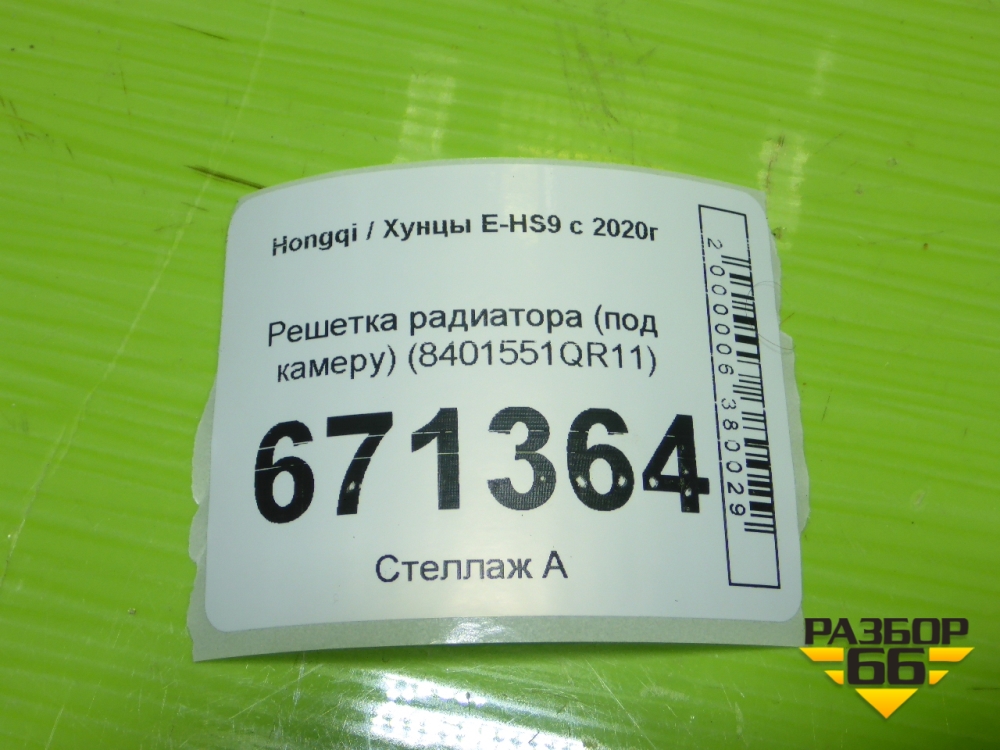 Hongqi / Хунцы E-HS9 с 2020г
Решетка радиатора (под
камеру) (8401551QR11)
671364
Стеллаж А
2000006380029
РАЗБОР
66